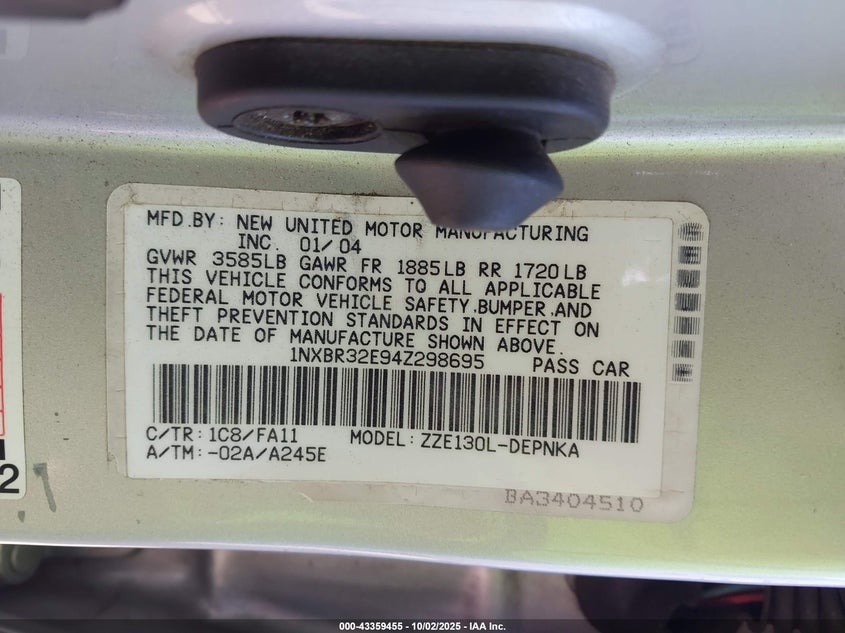 MFD.BY: NEW UNITED MOTOR MANUFACTURING
INC. 01/04
GVWR 3585LB GAWR FR 1885LB RR 1720LB
THIS VEHICLE CONFORMS TO ALL APPLICABLE
FEDERAL MOTOR VEHICLE SAFETY,BUMPER,AND
THEFT PREVENTION STANDARDS IN EFFECT ON
THE DATE OF MANUFACTURE SHOWN ABOVE.
1NXBR32E94Z298695 PASS CAR
C/TR: 1C8/FA11 MODEL: ZZE130L-DEPNKA
A/TM: -02A/A245E
BA3404510
2
000-43359455 - 10/02/2025 - IAA Inc.